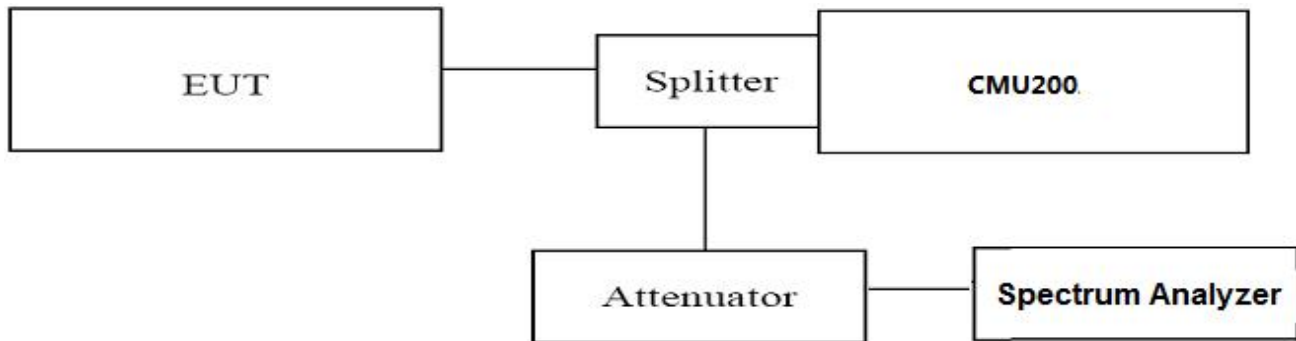 EUT
Splitter
CMU200.
Attenuator
Spectrum Analyzer